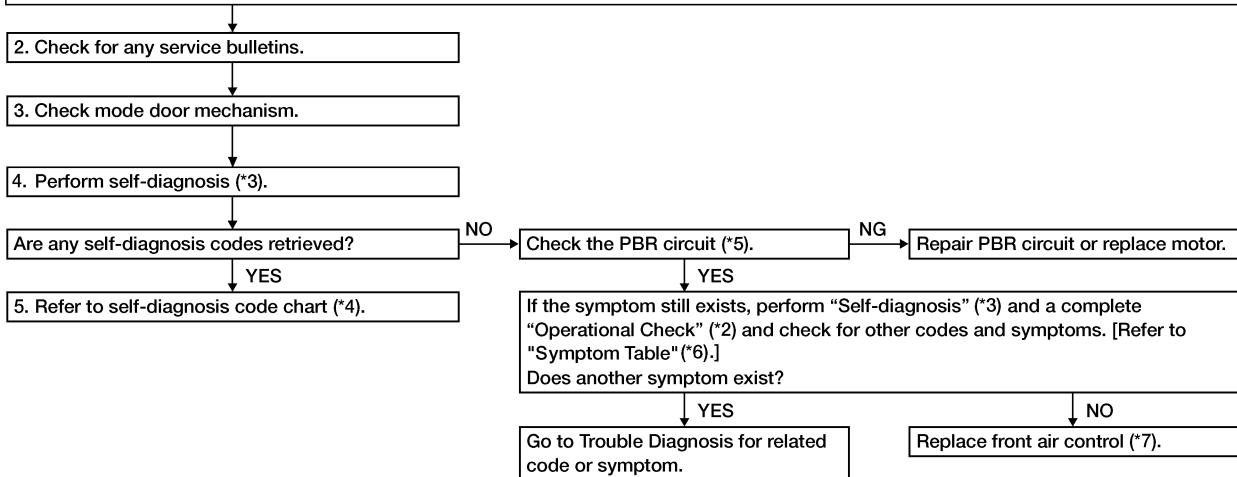 2. Check for any service bulletins.
3. Check mode door mechanism.
4. Perform self-diagnosis (*3).
Are any self-diagnosis codes retrieved?
NO
Check the PBR circuit (*5).
NG
Repair PBR circuit or replace motor.
YES
YES
5. Refer to self-diagnosis code chart (*4).
If the symptom still exists, perform “Self-diagnosis” (*3) and a complete
“Operational Check” (*2) and check for other codes and symptoms. [Refer to
"Symptom Table"(*6).]
Does another symptom exist?
YES
NO
Go to Trouble Diagnosis for related
code or symptom.
Replace front air control (*7).